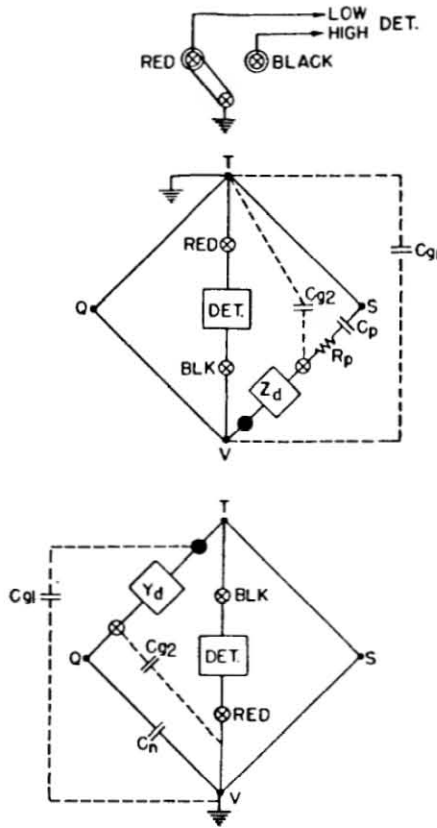 LOW
HIGH DET.
RED BLACK
T
RED
Cg1
Cg2
Q DET. S
Cp
Rp
BLK
Zd
V
T
Cg1 Yd BLK
Cg2
Q DET. S
RED
Cn
V